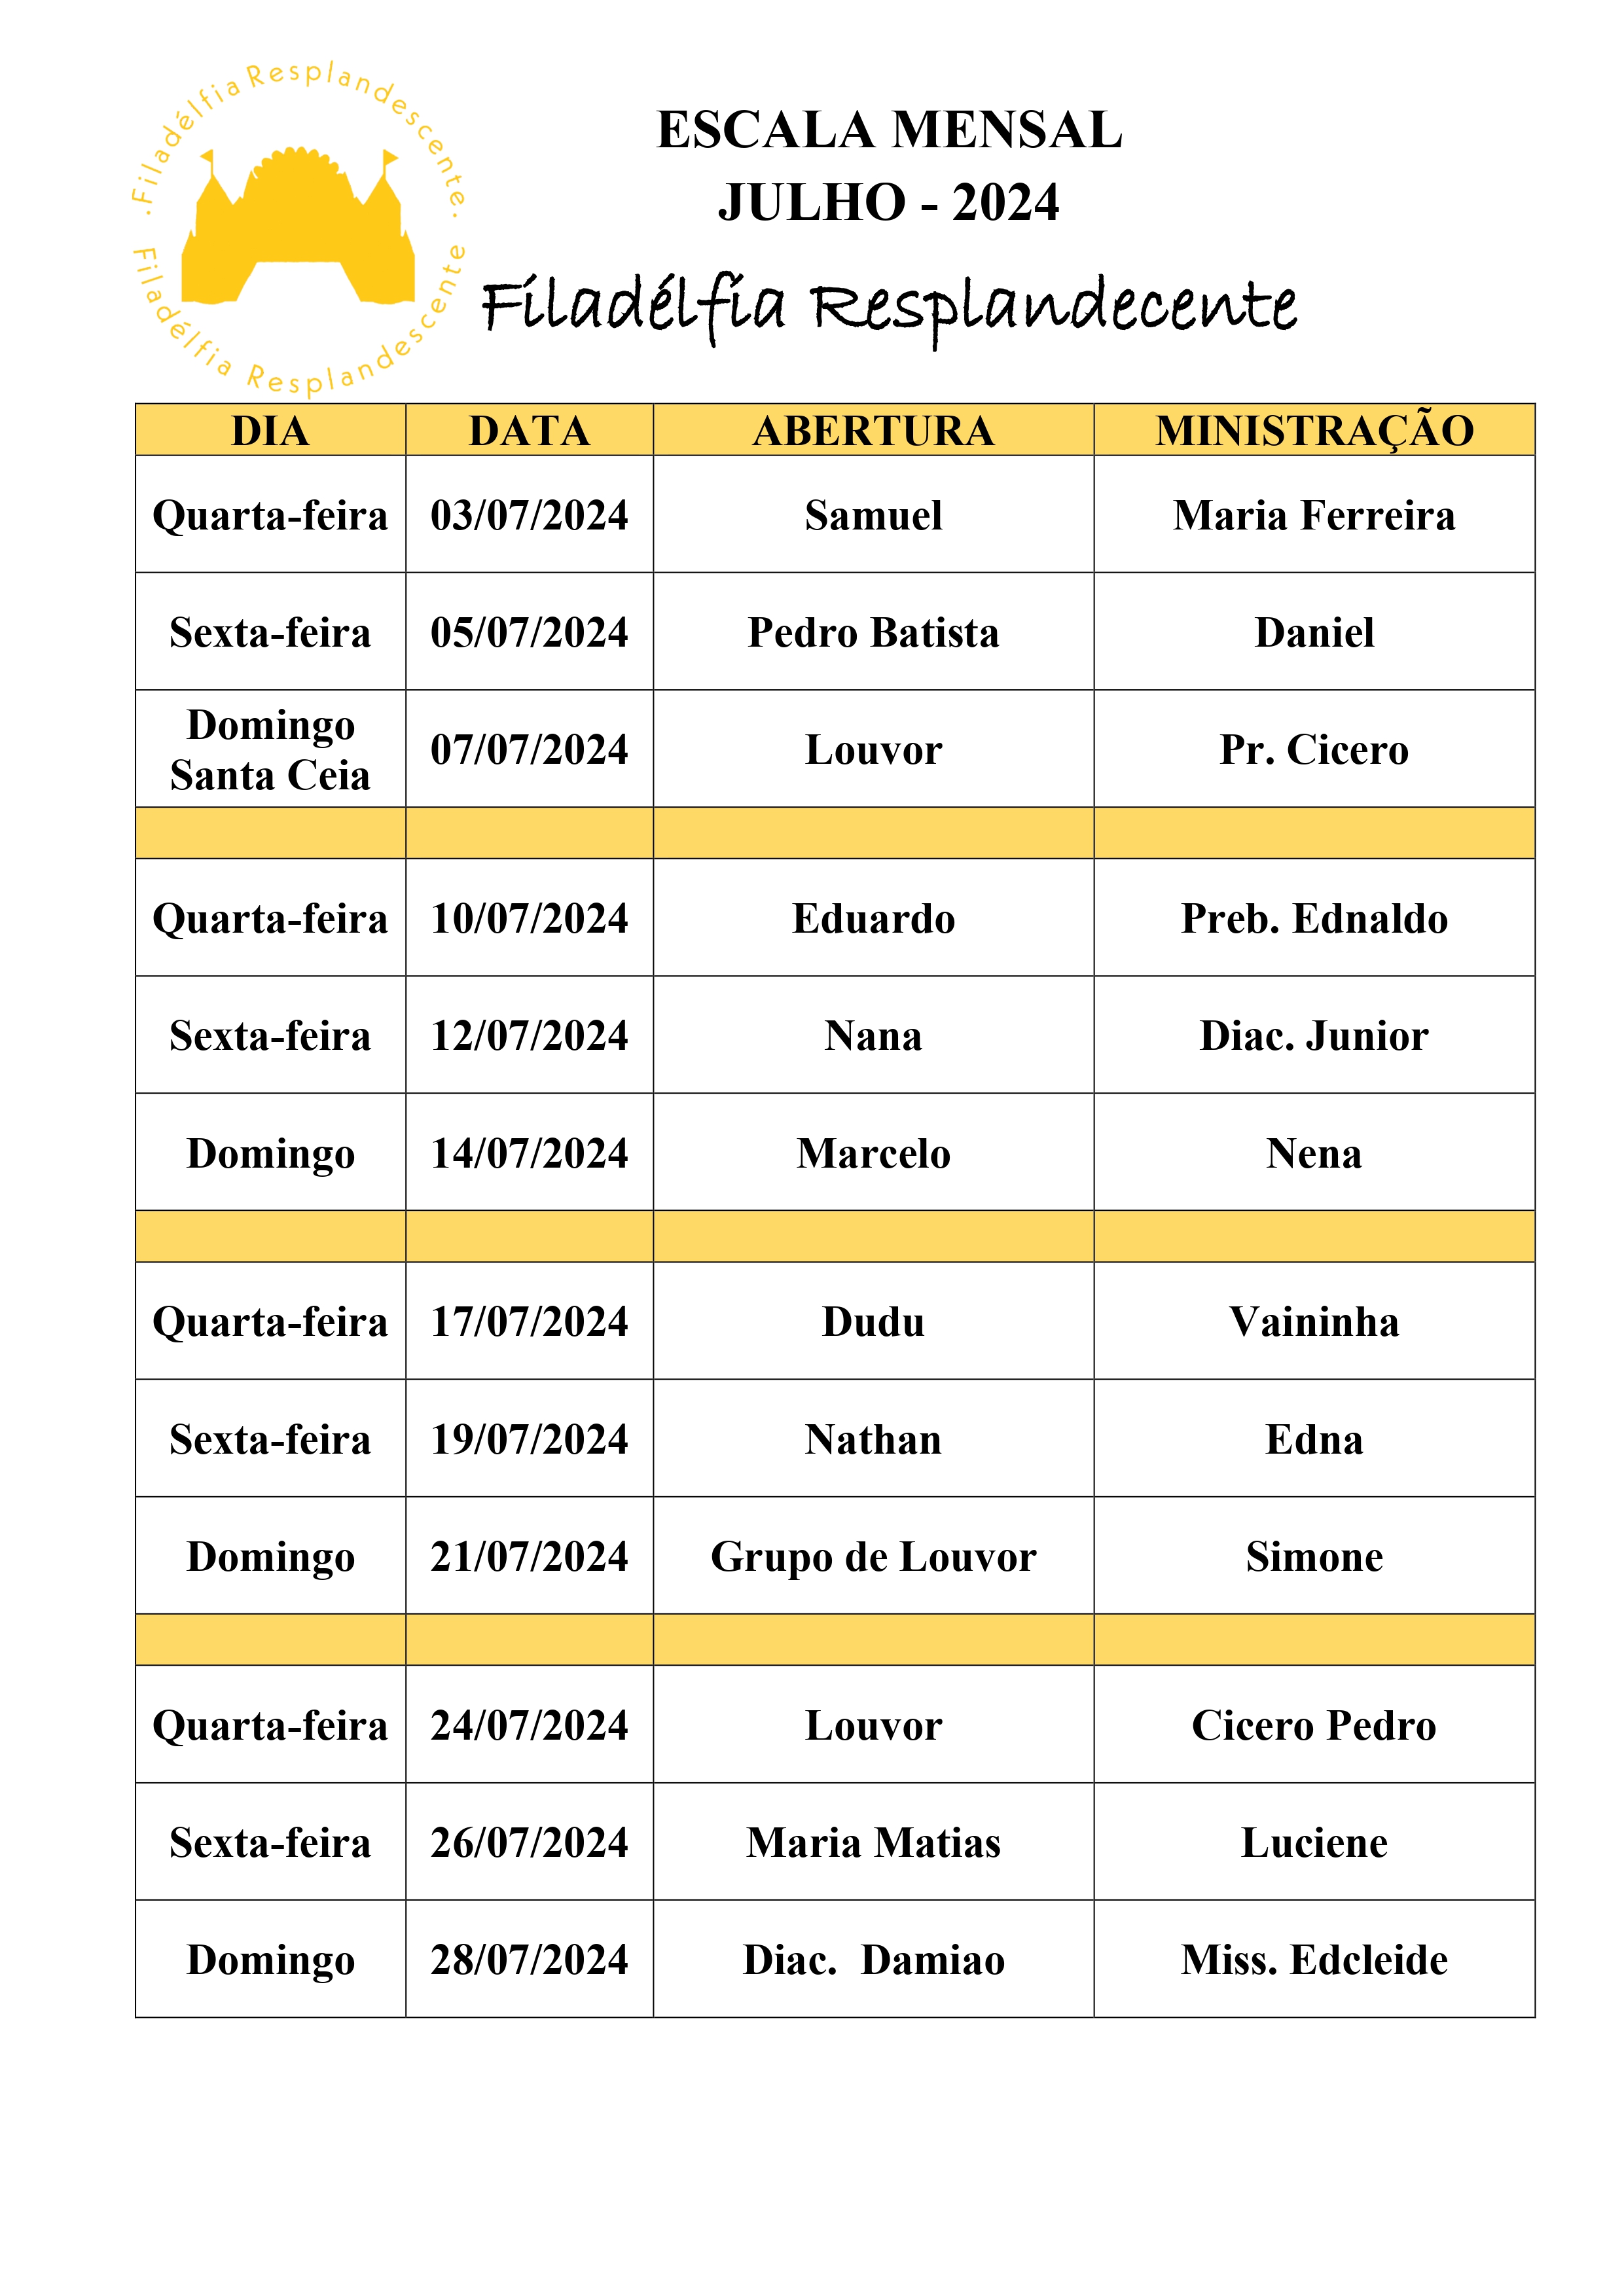 .Filadélfia Resplandescente.
Filadélfia Resplandescente
ESCALA MENSAL
JULHO - 2024
Filadélfia Resplandecente
DIA DATA ABERTURA MINISTRAÇÃO
Quarta-feira 03/07/2024 Samuel Maria Ferreira
Sexta-feira 05/07/2024 Pedro Batista Daniel
Domingo
Santa Ceia 07/07/2024 Louvor Pr. Cicero
Quarta-feira 10/07/2024 Eduardo Preb. Ednaldo
Sexta-feira 12/07/2024 Nana Diac. Junior
Domingo 14/07/2024 Marcelo Nena
Quarta-feira 17/07/2024 Dudu Vaininha
Sexta-feira 19/07/2024 Nathan Edna
Domingo 21/07/2024 Grupo de Louvor Simone
Quarta-feira 24/07/2024 Louvor Cicero Pedro
Sexta-feira 26/07/2024 Maria Matias Luciene
Domingo 28/07/2024 Diac.  Damiao Miss. Edcleide